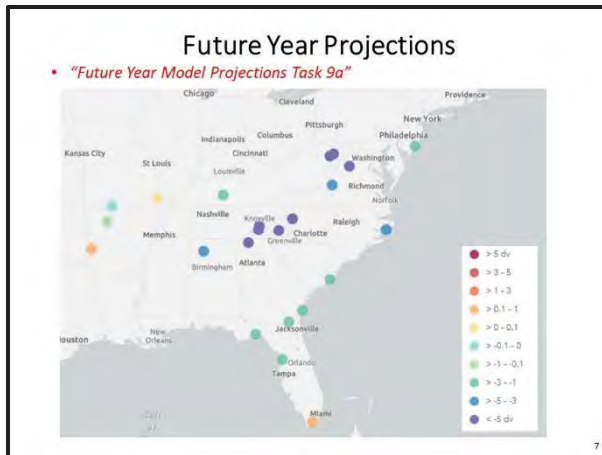 Future Year Projections
• "Future Year Model Projections Task 9a"
Chicago
Cleveland
Providence
Pittsburgh
New York
Indianapolis
Columbus
Philadelphia
Kansas City
Cincinnati
Washington
St Louis
Louisville
Richmond
Norfolk
Nashville
Knoxville
Raleigh
Memphis
Charlotte
Greenville
Birmingham
Atlanta
> 5 dv
> 3 - 5
> 1 - 3
> 0.1 - 1
> 0 - 0.1
> -0.1 - 0
> -1 - -0.1
> -3 - -1
> -5 - -3
< -5 dv
Jacksonville
New
Orleans
Houston
Orlando
Tampa
Miami
7